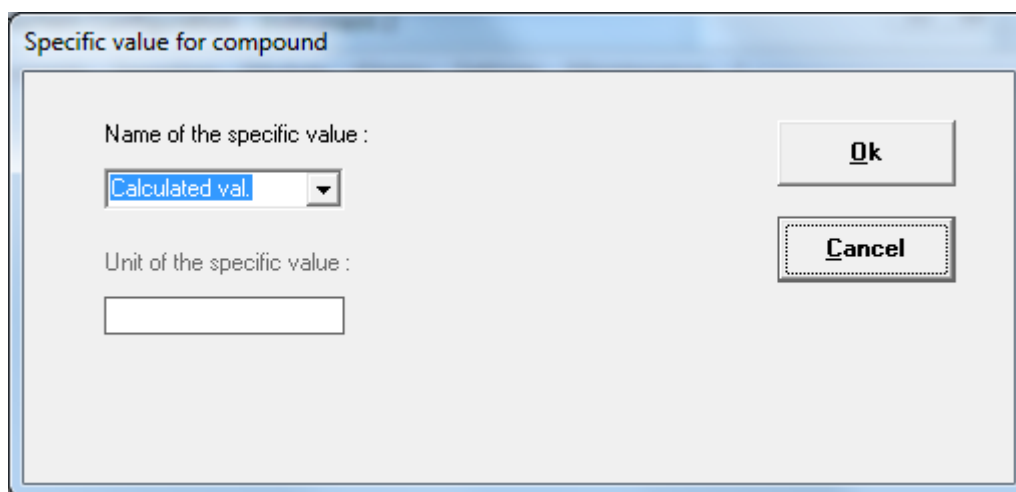 Specific value for compound
Name of the specific value :
Ok
Calculated val.
Cancel
Unit of the specific value :